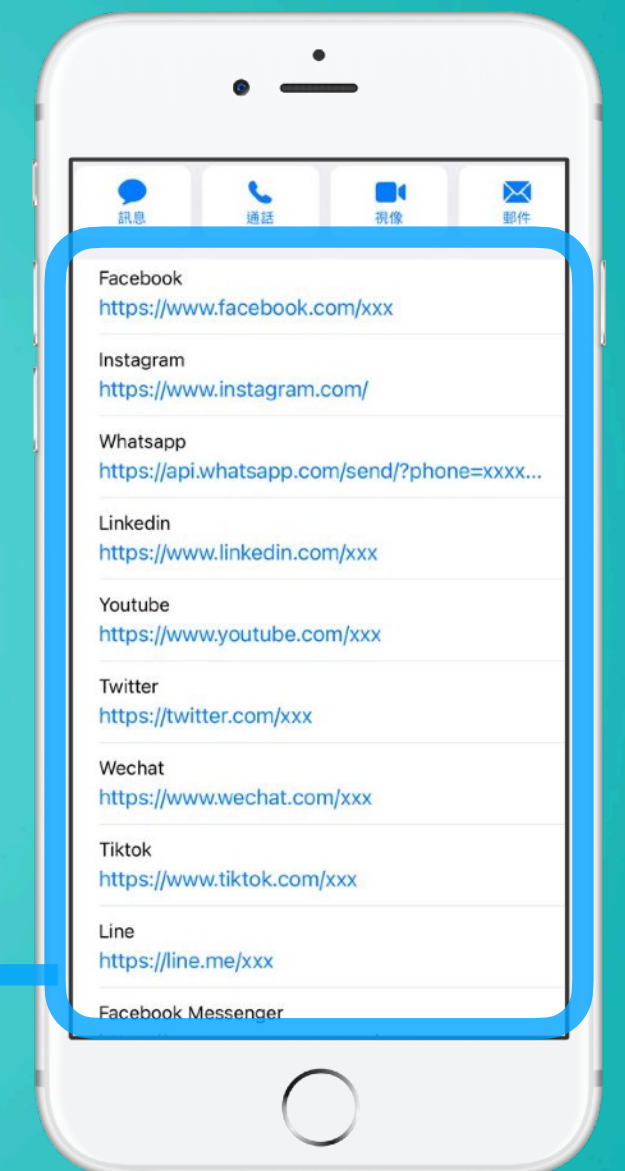 訊息
通話
視像
郵件
Facebook
https://www.facebook.com/xxx
Instagram
https://www.instagram.com/
Whatsapp
https://api.whatsapp.com/send/?phone=xxxx...
Linkedin
https://www.linkedin.com/xxx
Youtube
https://www.youtube.com/xxx
Twitter
https://twitter.com/xxx
Wechat
https://www.wechat.com/xxx
Tiktok
https://www.tiktok.com/xxx
Line
https://line.me/xxx
Facebook Messenger